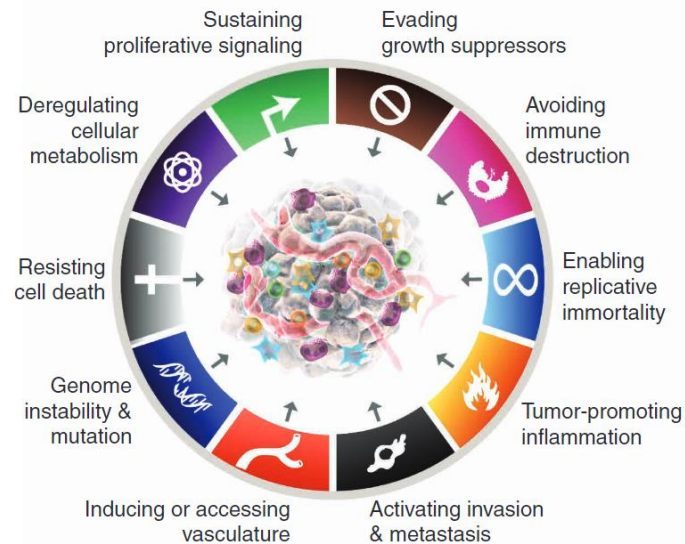 Sustaining
proliferative signaling
Evading
growth suppressors
Avoiding
immune
destruction
Enabling
replicative
immortality
Tumor-promoting
inflammation
Activating invasion
& metastasis
Inducing or accessing
vasculature
Genome
instability &
mutation
Resisting
cell death
Deregulating
cellular
metabolism